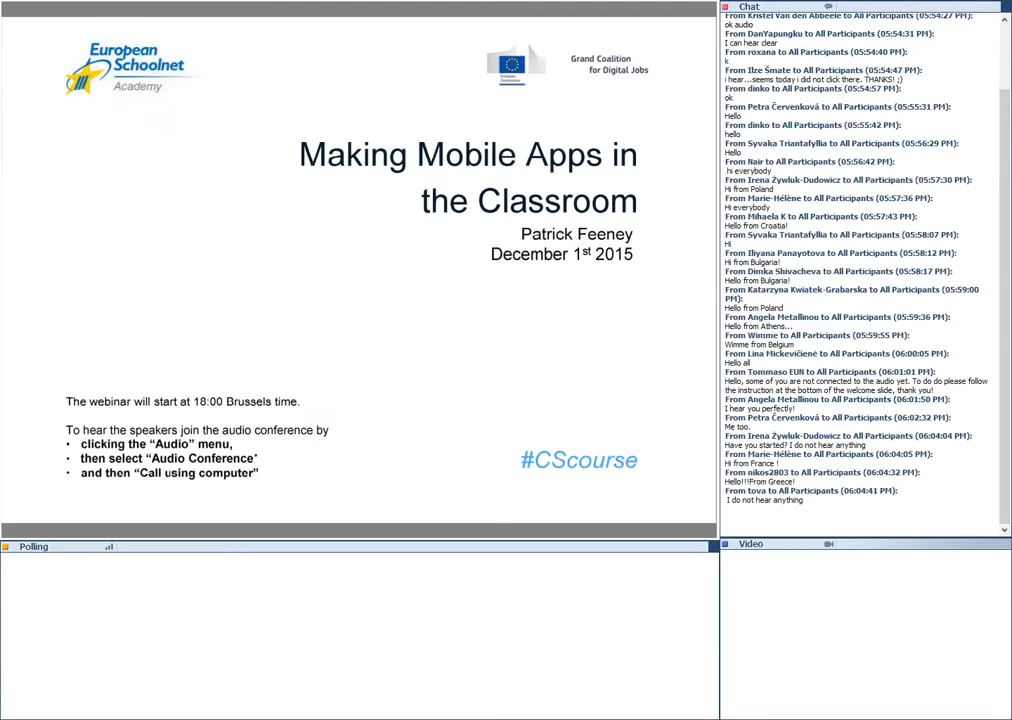 European
Schoolnet
Academy
European
Commission
Grand Coalition
for Digital Jobs
Making Mobile Apps in
the Classroom
Patrick Feeney
December 1st 2015
The webinar will start at 18:00 Brussels time.
To hear the speakers join the audio conference by
• clicking the “Audio” menu,
• then select “Audio Conference”
• and then “Call using computer”
#CScourse
Polling
Chat
From Kristel Van den Abbeele to All Participants (05:54:27 PM):
ok audio
From DanYapungku to All Participants (05:54:31 PM):
I can hear clear
From roxana to All Participants (05:54:40 PM):
k
From Ilze Šmate to All Participants (05:54:47 PM):
i hear...seems today i did not click there. THANKS! ;)
From dinko to All Participants (05:54:57 PM):
ok
From Petra Červenková to All Participants (05:55:31 PM):
Hello
From dinko to All Participants (05:55:42 PM):
hello
From Syvaka Triantafyllia to All Participants (05:56:29 PM):
Hello
From Nair to All Participants (05:56:42 PM):
hi everybody
From Irena Żywluk-Dudowicz to All Participants (05:57:30 PM):
Hi from Poland
From Marie-Hélène to All Participants (05:57:36 PM):
Hi everybody
From Mihaela K to All Participants (05:57:43 PM):
Hello from Croatia!
From Syvaka Triantafyllia to All Participants (05:58:07 PM):
Hi
From Iliyana Panayotova to All Participants (05:58:12 PM):
Hi from Bulgaria!
From Dimka Shivacheva to All Participants (05:58:17 PM):
Hello from Bulgaria!
From Katarzyna Kwiatek-Grabarska to All Participants (05:59:00
PM):
Hello from Poland
From Angela Metallinou to All Participants (05:59:36 PM):
Hello from Athens...
From Wimme to All Participants (05:59:55 PM):
Wimme from Belgium
From Lina Mickevičienė to All Participants (06:00:05 PM):
Hello all
From Tommaso EUN to All Participants (06:01:01 PM):
Hello, some of you are not connected to the audio yet. To do do please follow
the instruction at the bottom of the welcome slide, thank you!
From Angela Metallinou to All Participants (06:01:50 PM):
I hear you perfectly!
From Petra Červenková to All Participants (06:02:32 PM):
Me too.
From Irena Żywluk-Dudowicz to All Participants (06:04:04 PM):
Have you started? I do not hear anything
From Marie-Hélène to All Participants (06:04:05 PM):
Hi from France !
From nikos2803 to All Participants (06:04:32 PM):
Hello!!!From Greece!
From tova to All Participants (06:04:41 PM):
I do not hear anything
Video